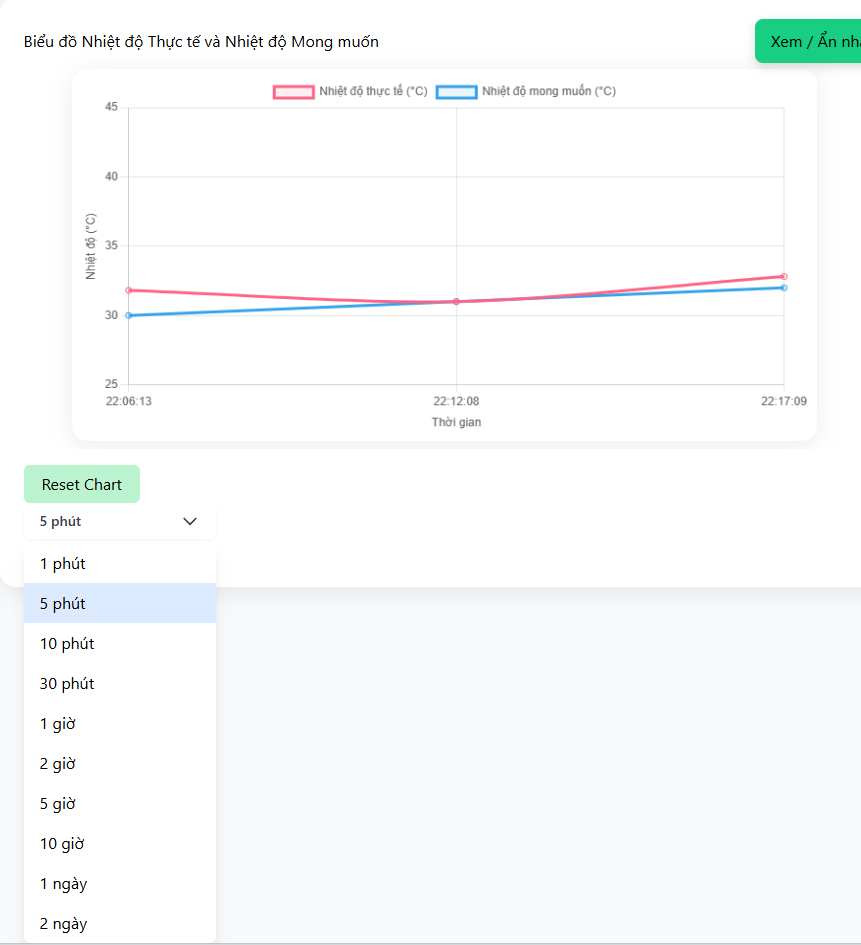 Biểu đồ Nhiệt độ Thực tế và Nhiệt độ Mong muốn
Xem / Ẩn
Nhiệt độ thực tế (°C) Nhiệt độ mong muốn (°C)
45
40
35
30
25
Nhiệt độ (°C)
22:06:13 22:12:08 22:17:09
Thời gian
Reset Chart
5 phút
1 phút
5 phút
10 phút
30 phút
1 giờ
2 giờ
5 giờ
10 giờ
1 ngày
2 ngày